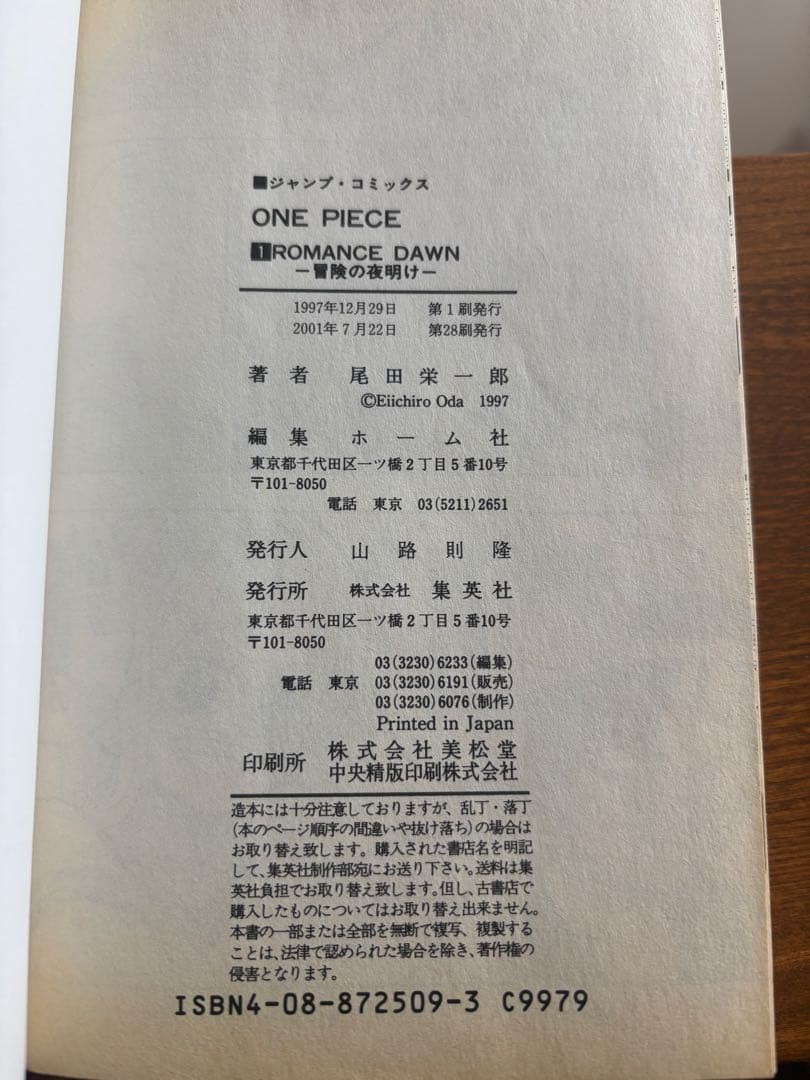 ■ジャンプ・コミックス
ONE PIECE
1 ROMANCE DAWN
―冒険の夜明け―
1997年12月29日 第1刷発行
2001年7月22日 第28刷発行
著者 尾田栄一郎
©Eiichiro Oda 1997
編集 ホーム社
東京都千代田区一ツ橋2丁目5番10号
〒101-8050
電話 東京 03(5211)2651
発行人 山路則隆
発行所 株式会社 集英社
東京都千代田区一ツ橋2丁目5番10号
〒101-8050
03(3230)6233(編集)
電話 東京 03(3230)6191(販売)
03(3230)6076(制作)
Printed in Japan
印刷所 株式会社美松堂
中央精版印刷株式会社
造本には十分注意しておりますが、乱丁・落丁
(本のページ順序の間違いや抜け落ち)の場合は
お取り替え致します。購入された書店名を明記
して、集英社制作部宛にお送り下さい。送料は集
英社負担でお取り替え致します。但し、古書店で
購入したものについてはお取り替え出来ません。
本書の一部または全部を無断で複写、複製する
ことは、法律で認められた場合を除き、著作権の
侵害となります。
ISBN4-08-872509-3 C9979